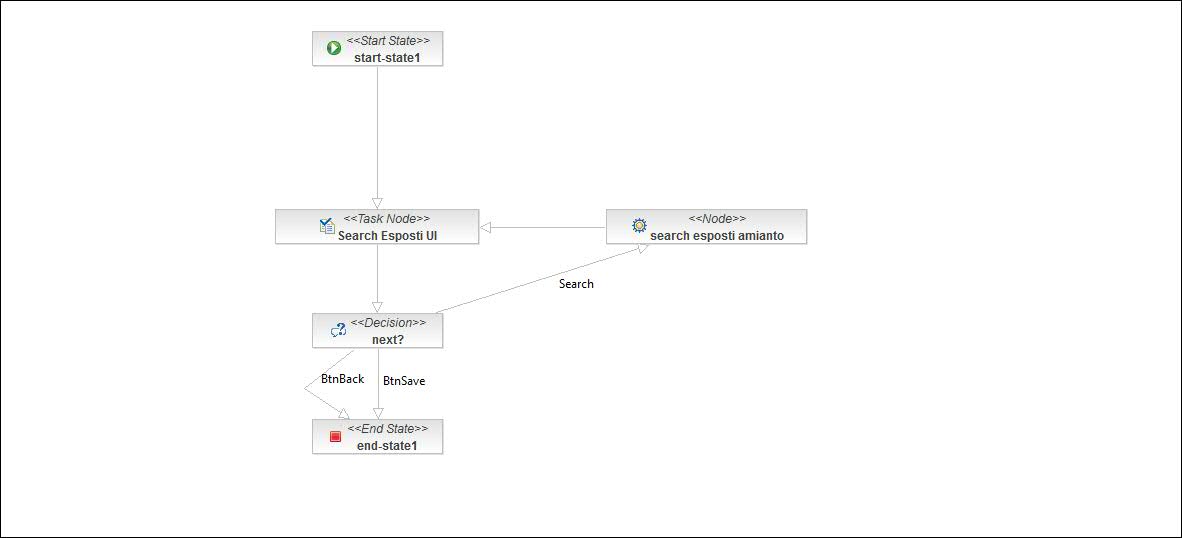 <<Start State>>
start-state1
<<Task Node>>
Search Esposti UI
<<Node>>
search esposti amianto
Search
<<Decision>>
next?
BtnBack
BtnSave
<<End State>>
end-state1